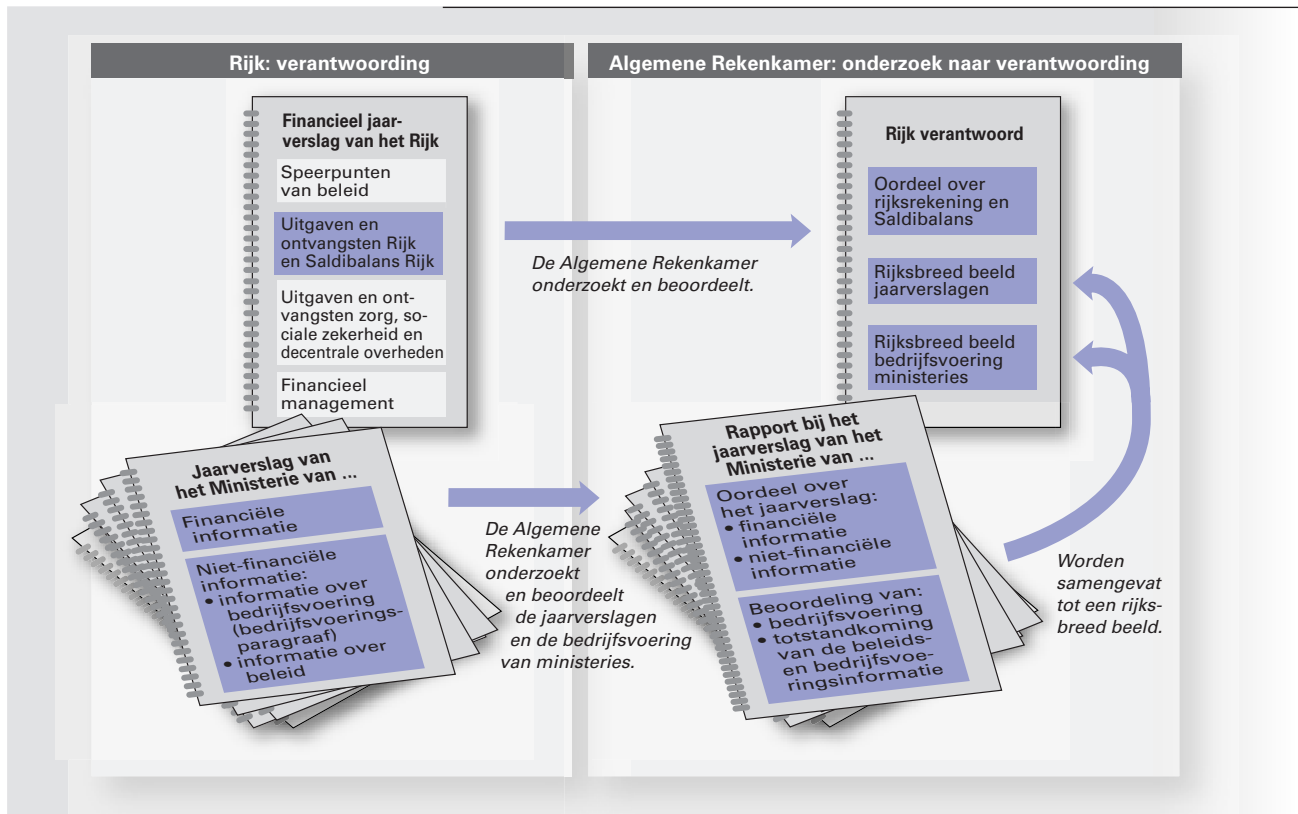 Rijk: verantwoording
Financieel jaar-
verslag van het Rijk
Speerpunten
van beleid
Uitgaven en
ontvangsten Rijk
en Saldibalans Rijk
Uitgaven en ont-
vangsten zorg, so-
ciale zekerheid en
decentrale overheden
Financieel
management
Jaarverslag van
het Ministerie van ...
Financiële
informatie
Niet-financiële
informatie:
• informatie over
bedrijfsvoering
(bedrijfsvoerings-
paragraaf)
• informatie over
beleid
De Algemene Rekenkamer
onderzoekt en beoordeelt.
De Algemene
Rekenkamer
onderzoekt
en beoordeelt
de jaarverslagen
en de bedrijfsvoering
van ministeries.
Algemene Rekenkamer: onderzoek naar verantwoording
Rijk verantwoord
Oordeel over
rijksrekening en
Saldibalans
Rijksbreed beeld
jaarverslagen
Rijksbreed beeld
bedrijfsvoering
ministeries
Rapport bij het
jaarverslag van het
Ministerie van ...
Oordeel over
het jaarverslag:
• financiële
informatie
• niet-financiële
informatie
Beoordeling van:
• bedrijfsvoering
• totstandkoming
van de beleids-
en bedrijfsvoe-
ringsinformatie
Worden
samengevat
tot een rijks-
breed beeld.